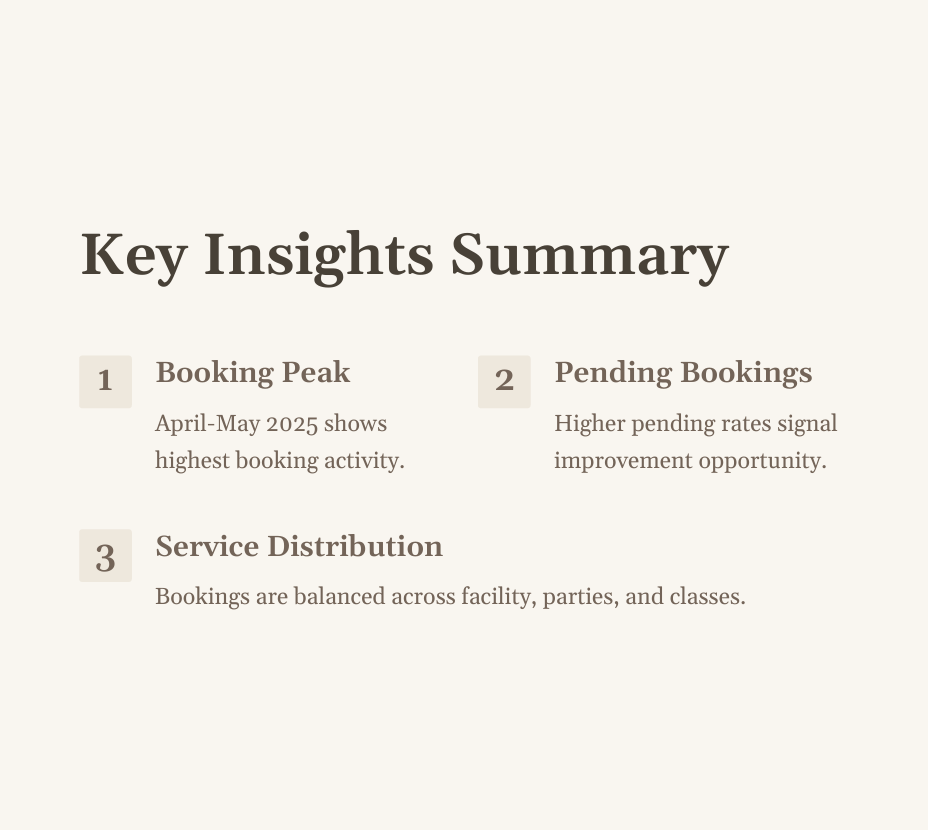 Key Insights Summary
1
Booking Peak
April-May 2025 shows
highest booking activity.
2
Pending Bookings
Higher pending rates signal
improvement opportunity.
3
Service Distribution
Bookings are balanced across facility, parties, and classes.